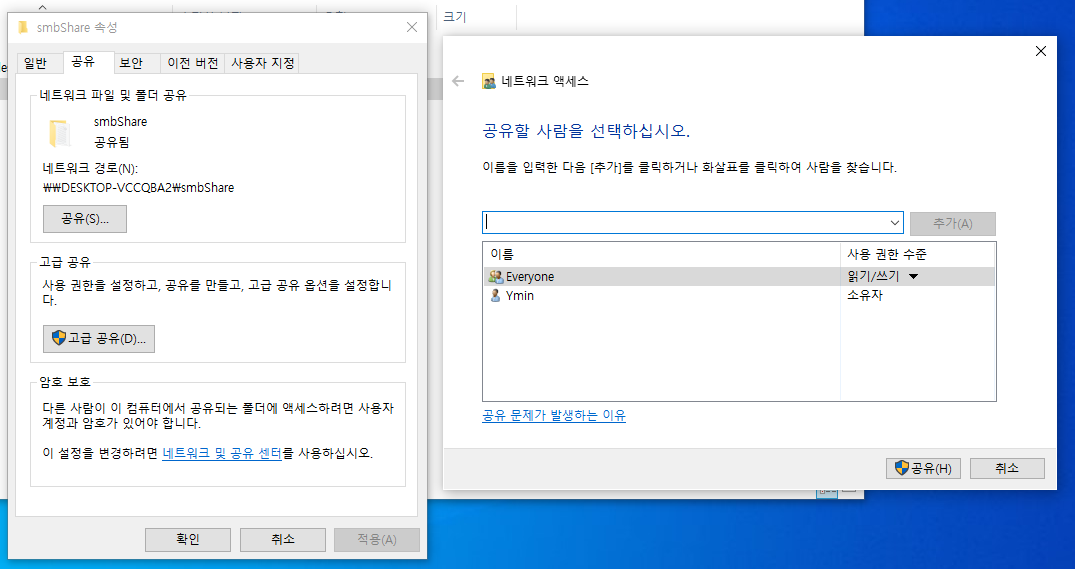 크기
smbShare 속성
일반 공유 보안 이전 버전 사용자 지정
네트워크 파일 및 폴더 공유
smbShare
공유됨
네트워크 경로(N):
₩₩DESKTOP-VCCQBA2₩smbShare
공유(S)...
고급 공유
사용 권한을 설정하고, 공유를 만들고, 고급 공유 옵션을 설정합니
다.
고급 공유(D)...
암호 보호
다른 사람이 이 컴퓨터에서 공유되는 폴더에 액세스하려면 사용자
계정과 암호가 있어야 합니다.
이 설정을 변경하려면 네트워크 및 공유 센터를 사용하십시오.
확인 취소 적용(A)
네트워크 액세스
공유할 사람을 선택하십시오.
이름을 입력한 다음 [추가]를 클릭하거나 화살표를 클릭하여 사람을 찾습니다.
추가(A)
이름 사용 권한 수준
Everyone 읽기/쓰기
Ymin 소유자
공유 문제가 발생하는 이유
공유(H) 취소